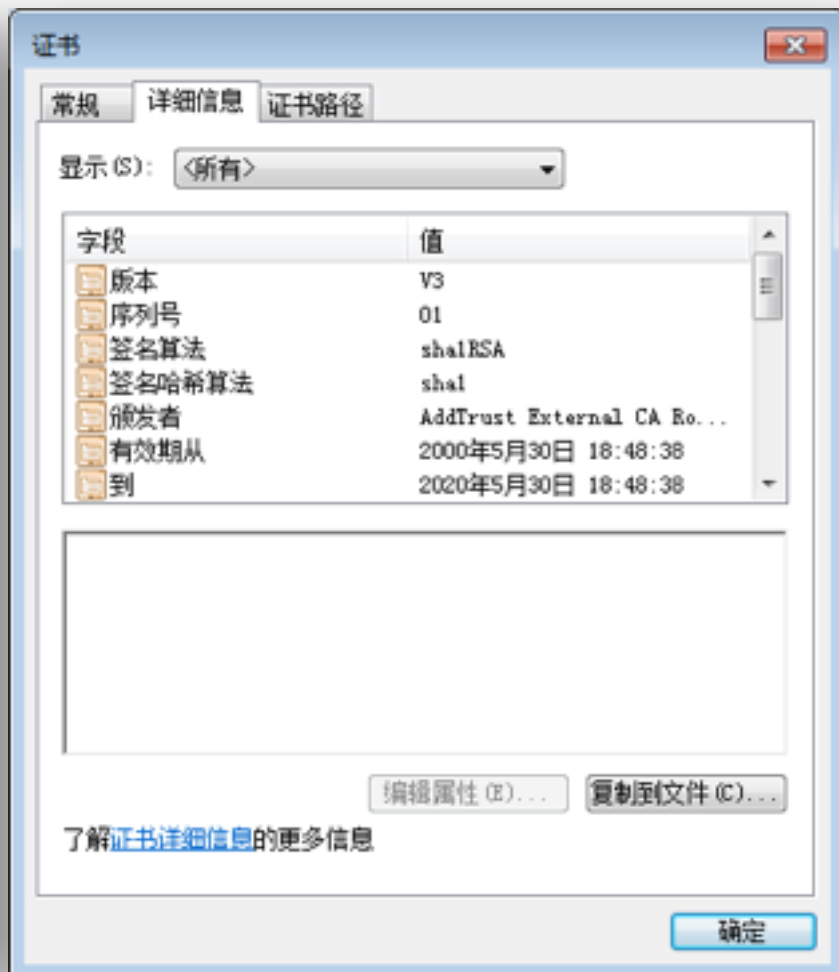 证书
常规 详细信息 证书路径
显示(S): <所有>
字段 值
版本 V3
序列号 01
签名算法 sha1RSA
签名哈希算法 sha1
颁发者 AddTrust External CA Ro...
有效期从 2000年5月30日 18:48:38
到 2020年5月30日 18:48:38
编辑属性(E)... 复制到文件(C)...
了解证书详细信息的更多信息
确定